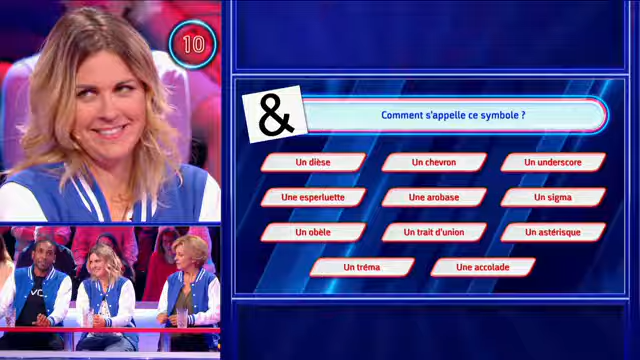 10
&
Comment s'appelle ce symbole ?
Un dièse
Un chevron
Un underscore
Une esperluette
Une arobase
Un sigma
Un obèle
Un trait d'union
Un astérisque
Un tréma
Une accolade